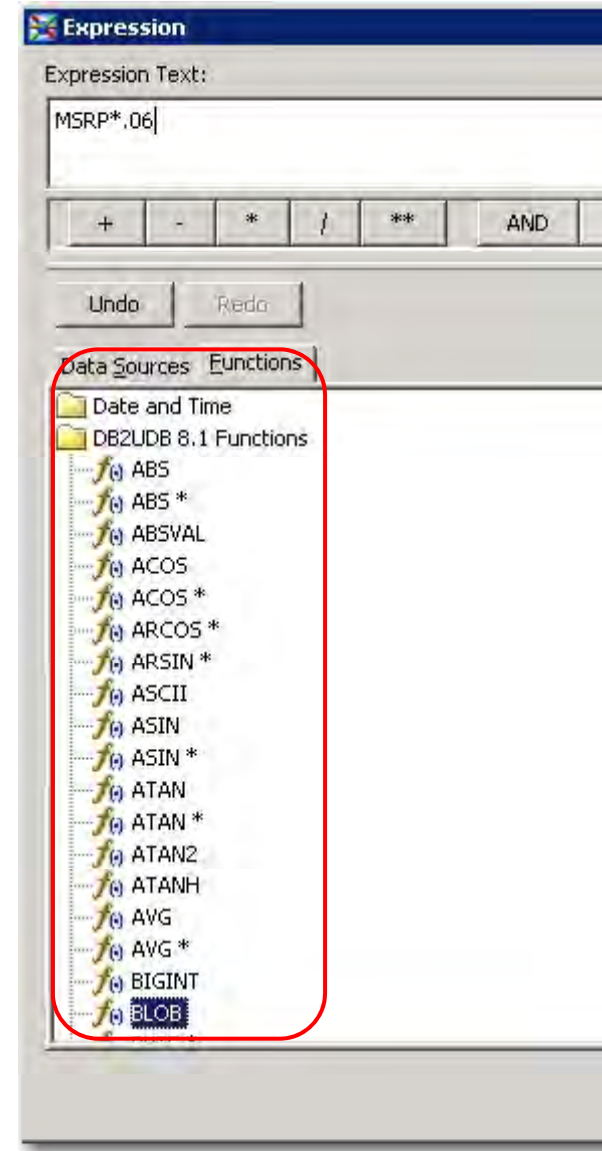 Expression
Expression Text:
MSRP*.06
+ - * / ** AND
Undo Redo
Data Sources Functions
Date and Time
DB2UDB 8.1 Functions
ABS
ABS *
ABSVAL
ACOS
ACOS *
ARCOS *
ARSIN *
ASCII
ASIN
ASIN *
ATAN
ATAN *
ATAN2
ATANH
AVG
AVG *
BIGINT
BLOB